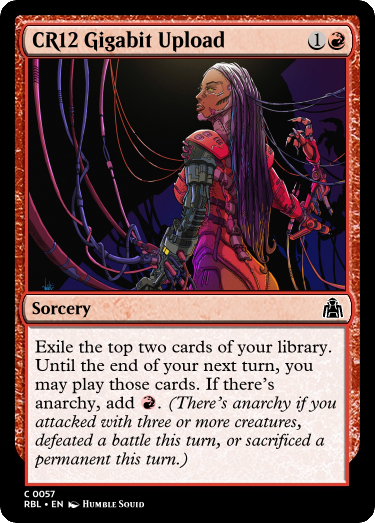 CR12 Gigabit Upload 1
Sorcery
Exile the top two cards of your library.
Until the end of your next turn, you
may play those cards. If there's
anarchy, add . (There's anarchy if you
attacked with three or more creatures,
defeated a battle this turn, or sacrificed a
permanent this turn.)
C 0057
RBL • EN Humble Squid